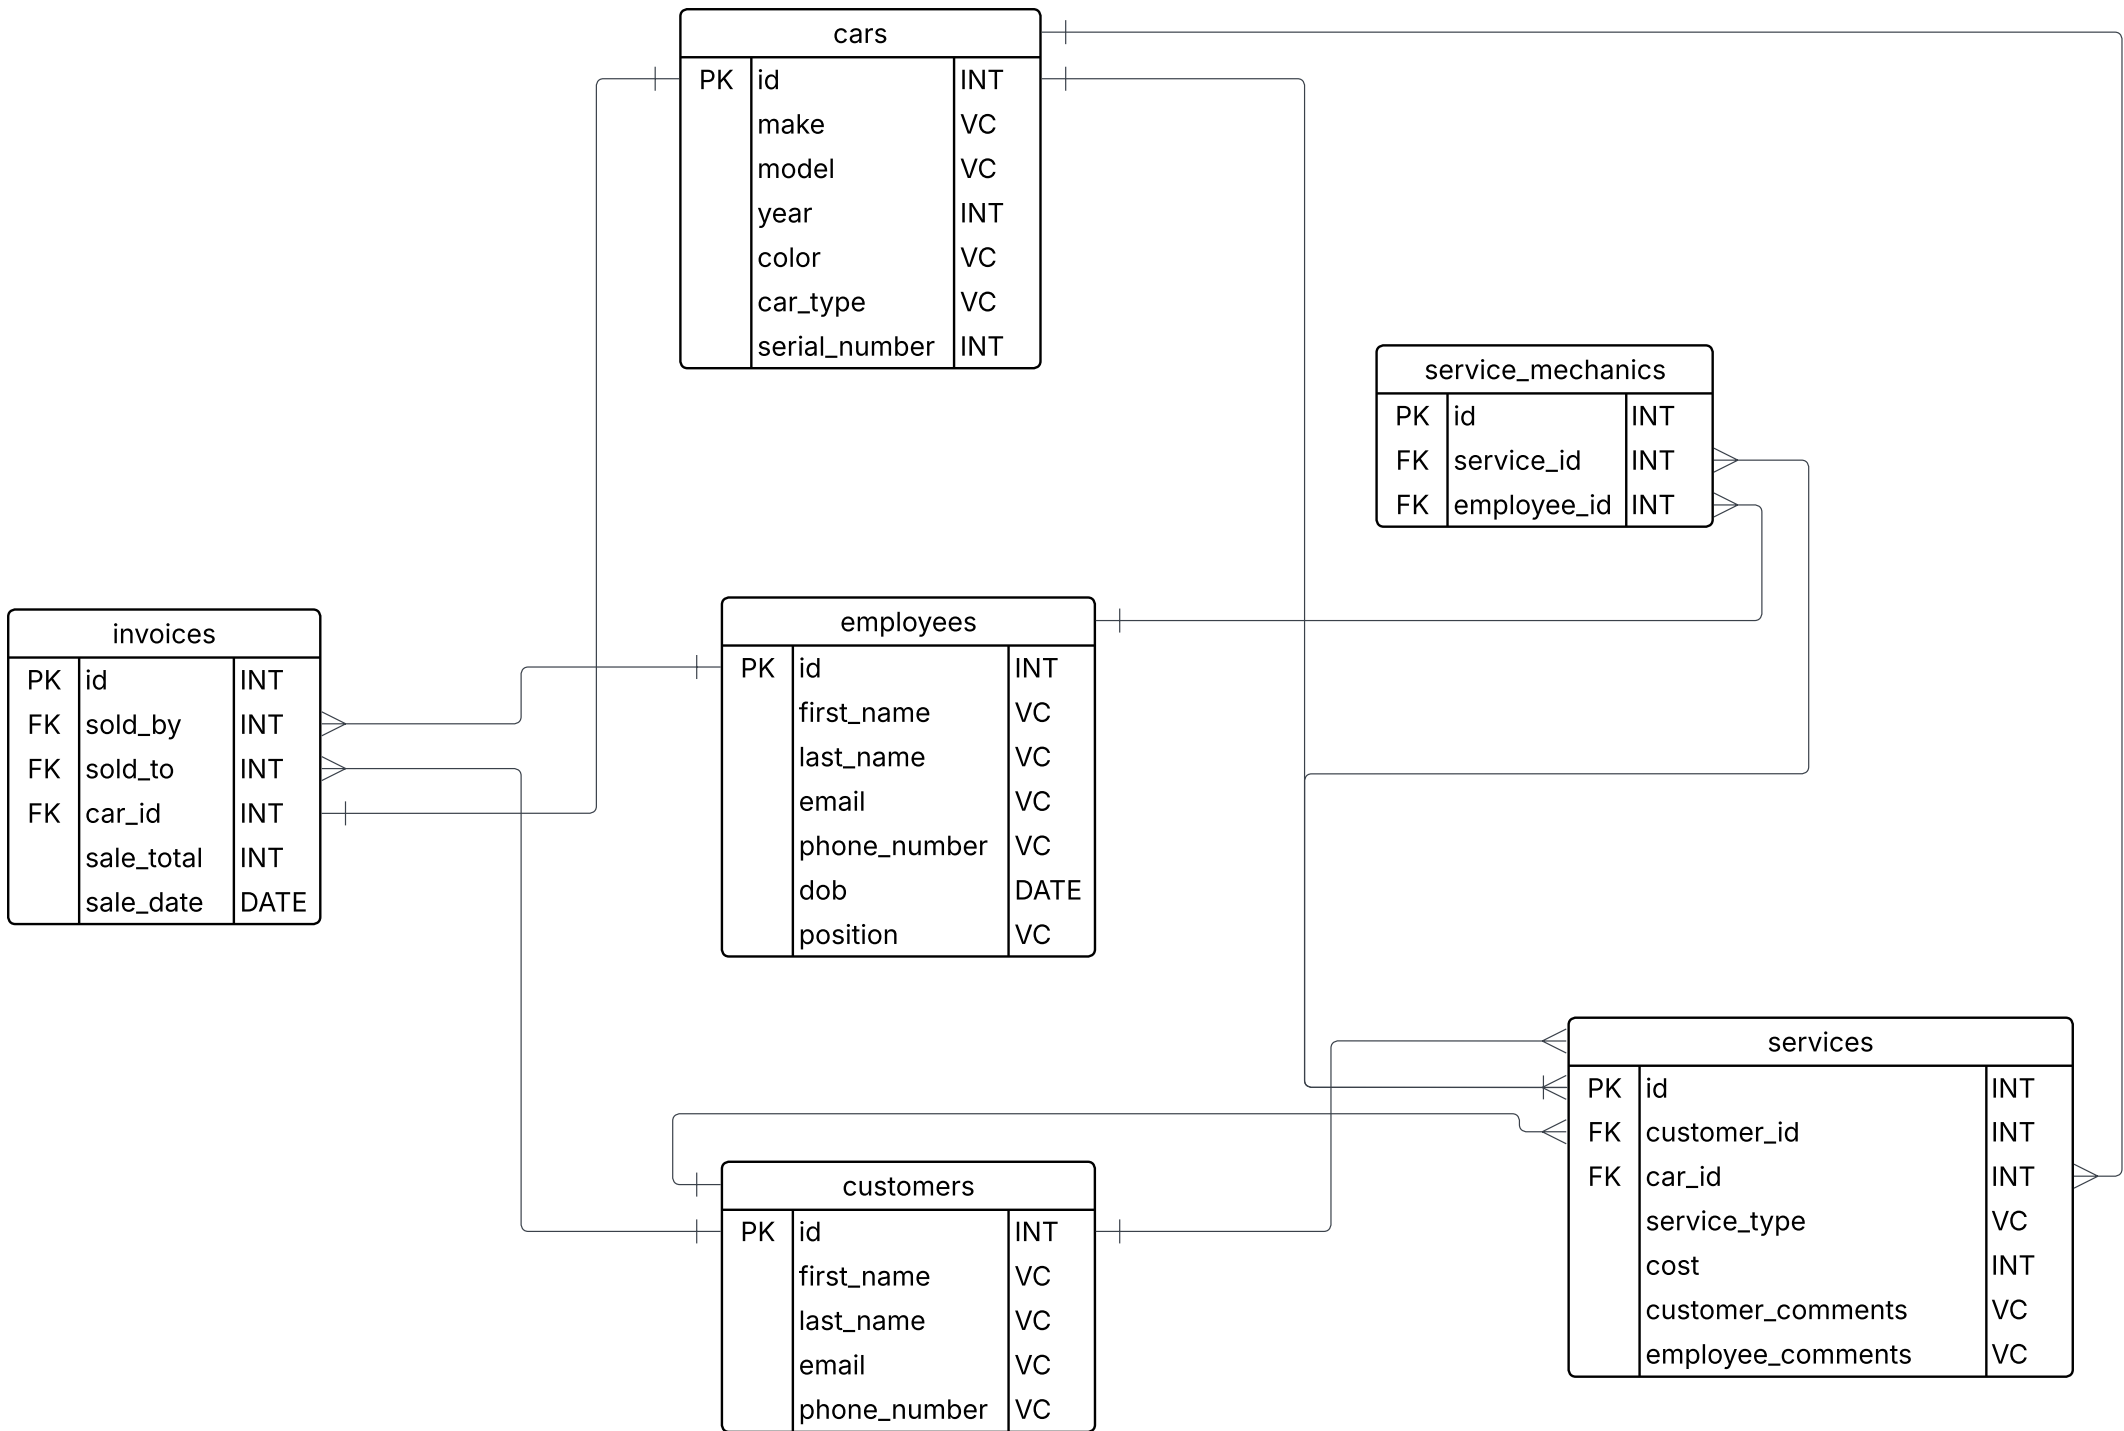 cars
PK id INT
make VC
model VC
year INT
color VC
car_type VC
serial_number INT
service_mechanics
PK id INT
FK service_id INT
FK employee_id INT
invoices
PK id INT
FK sold_by INT
FK sold_to INT
FK car_id INT
sale_total INT
sale_date DATE
employees
PK id INT
first_name VC
last_name VC
email VC
phone_number VC
dob DATE
position VC
services
PK id INT
FK customer_id INT
FK car_id INT
service_type VC
cost INT
customer_comments VC
employee_comments VC
customers
PK id INT
first_name VC
last_name VC
email VC
phone_number VC